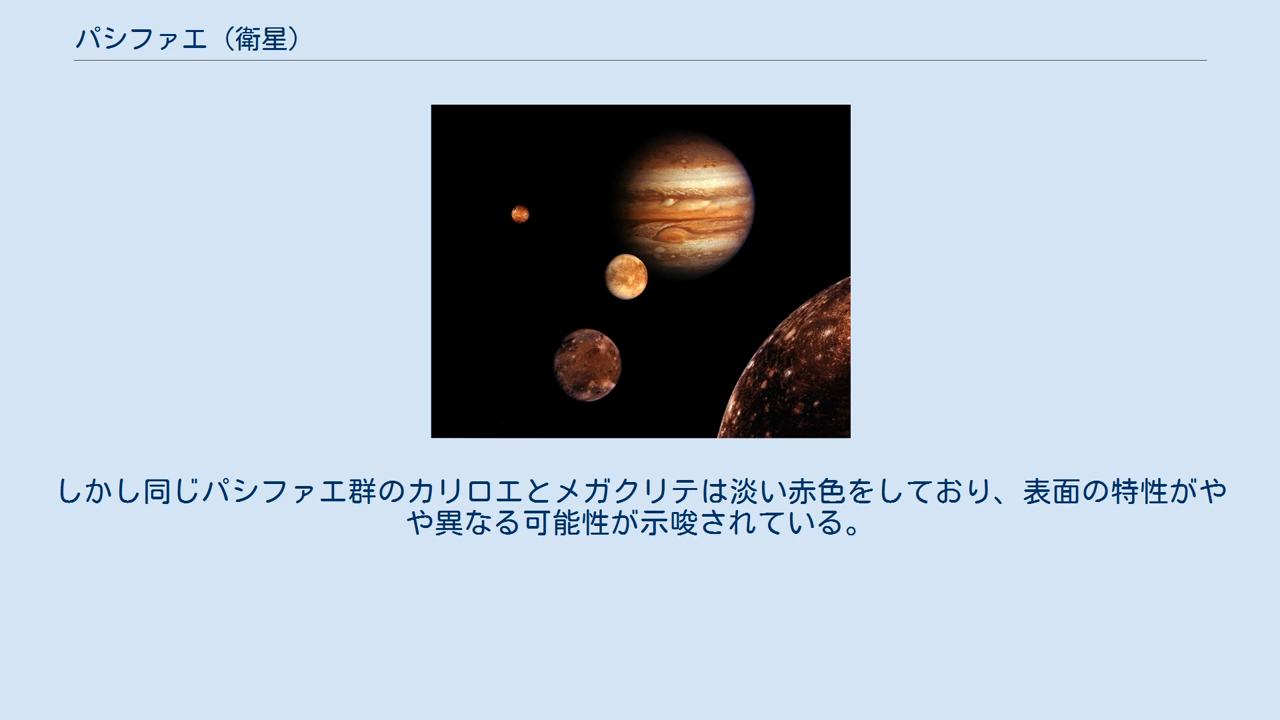 パシファエ（衛星）
しかし同じパシファエ群のカリロエとメガクリテは淡い赤色をしており、表面の特性がや
や異なる可能性が示唆されている。